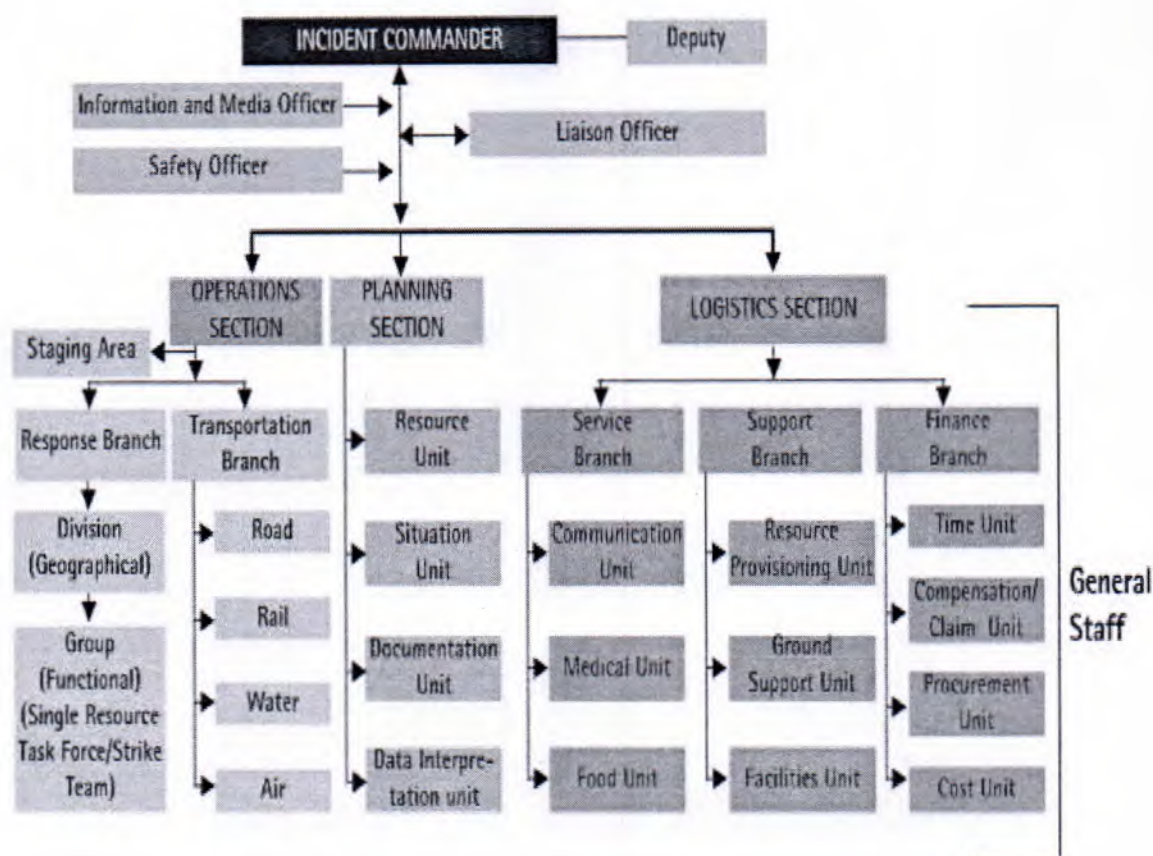 INCIDENT COMMANDER
Deputy
Information and Media Officer
Liaison Officer
Safety Officer
OPERATIONS
SECTION
PLANNING
SECTION
LOGISTICS SECTION
Staging Area
Response Branch
Transportation
Branch
Resource
Unit
Service
Branch
Support
Branch
Finance
Branch
Division
(Geographical)
Road
Situation
Unit
Communication
Unit
Resource
Provisioning Unit
Time Unit
General
Staff
Compensation/
Claim Unit
Rail
Group
(Functional)
(Single Resource
Task Force/Strike
Team)
Documentation
Unit
Medical Unit
Ground
Support Unit
Procurement
Unit
Water
Air
Data Interpre-
tation unit
Food Unit
Facilities Unit
Cost Unit